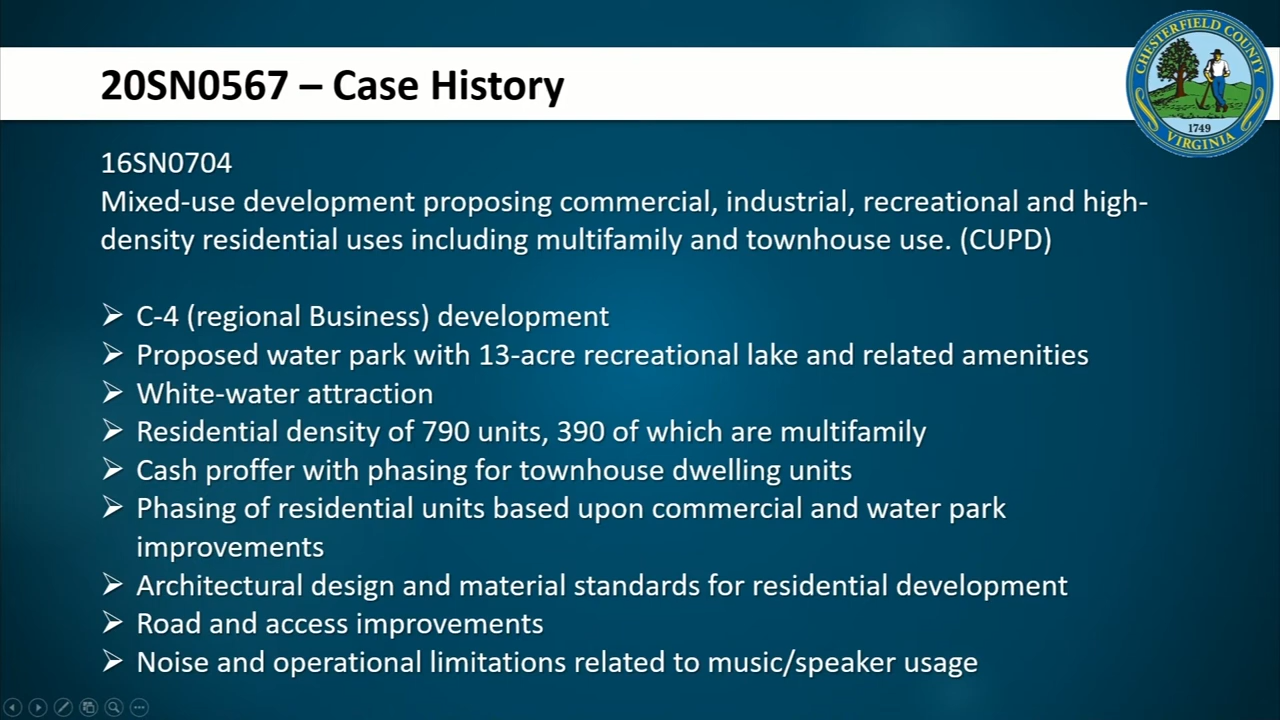 20SN0567 – Case History
CHESTERFIELD COUNTY
1749
VIRGINIA
16SN0704
Mixed-use development proposing commercial, industrial, recreational and high-
density residential uses including multifamily and townhouse use. (CUPD)
➢ C-4 (regional Business) development
➢ Proposed water park with 13-acre recreational lake and related amenities
➢ White-water attraction
➢ Residential density of 790 units, 390 of which are multifamily
➢ Cash proffer with phasing for townhouse dwelling units
➢ Phasing of residential units based upon commercial and water park
improvements
➢ Architectural design and material standards for residential development
➢ Road and access improvements
➢ Noise and operational limitations related to music/speaker usage